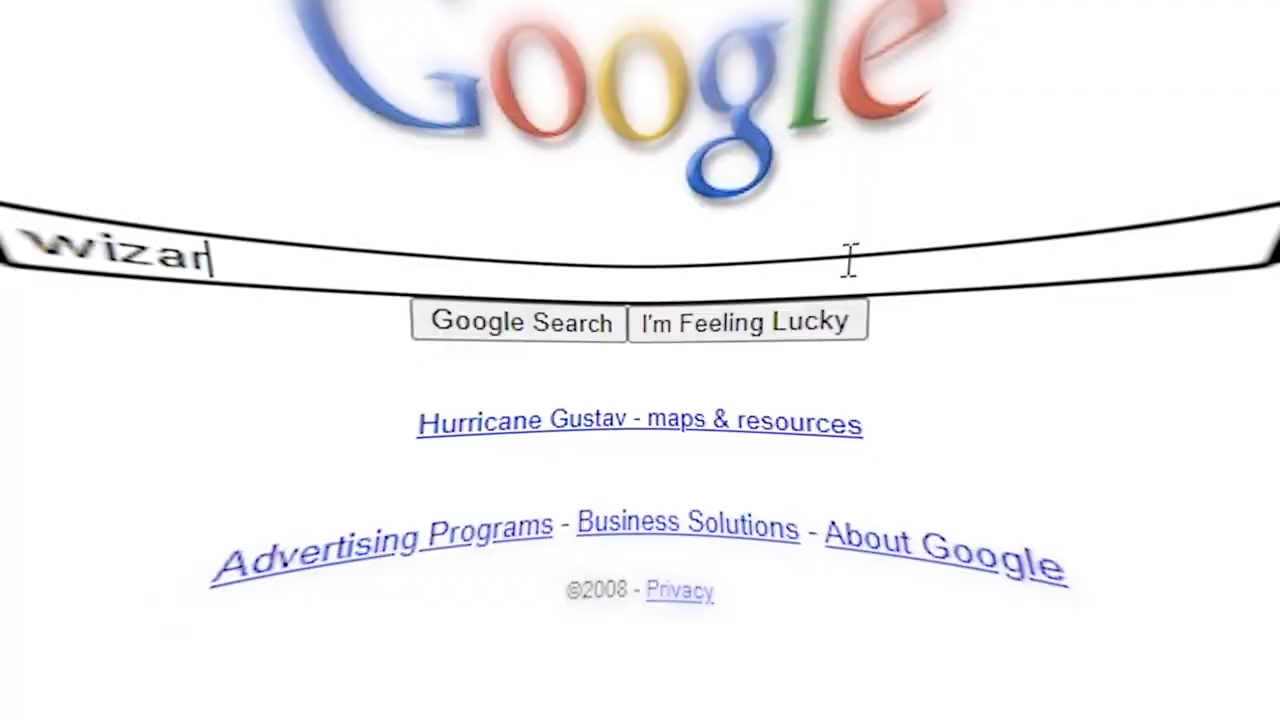 Google
wizar
Google Search I'm Feeling Lucky
Hurricane Gustav - maps & resources
Advertising Programs - Business Solutions - About Google
©2008 - Privacy